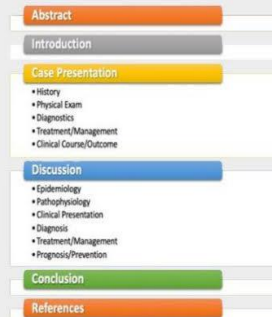 Abstract
Introduction
Case Presentation
• History
• Physical Exam
• Diagnostics
• Treatment/Management
• Clinical Course/Outcome
Discussion
• Epidemiology
• Pathophysiology
• Clinical Presentation
• Diagnosis
• Treatment/Management
• Prognosis/Prevention
Conclusion
References